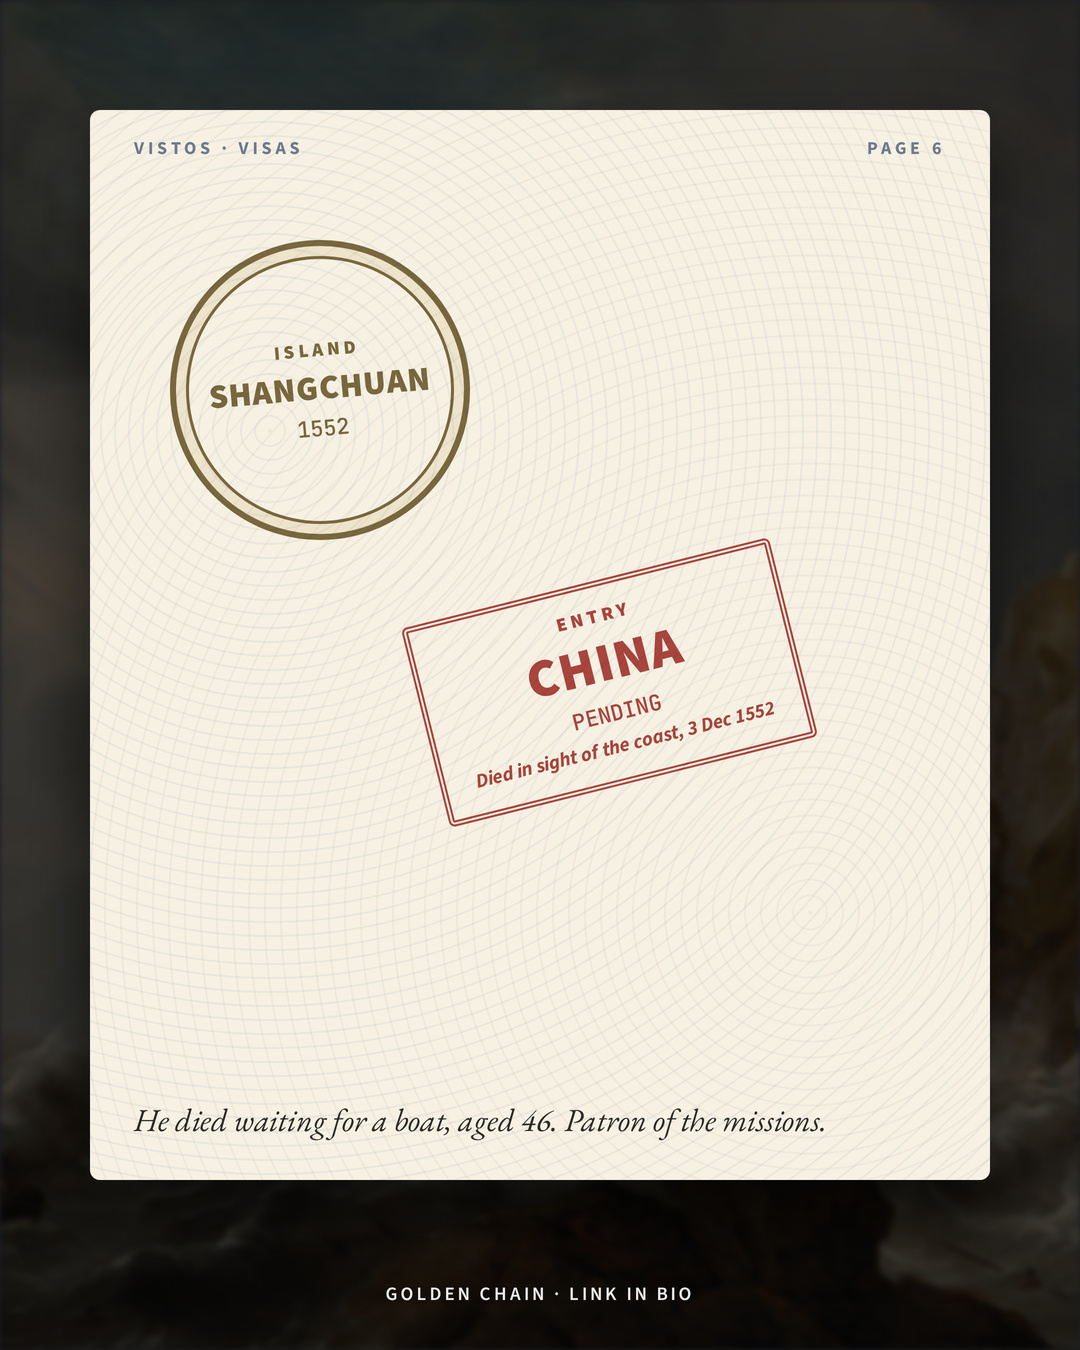 VISTOS · VISAS
PAGE 6
ISLAND
SHANGCHUAN
1552
ENTRY
CHINA
PENDING
Died in sight of the coast, 3 Dec 1552
He died waiting for a boat, aged 46. Patron of the missions.
GOLDEN CHAIN · LINK IN BIO